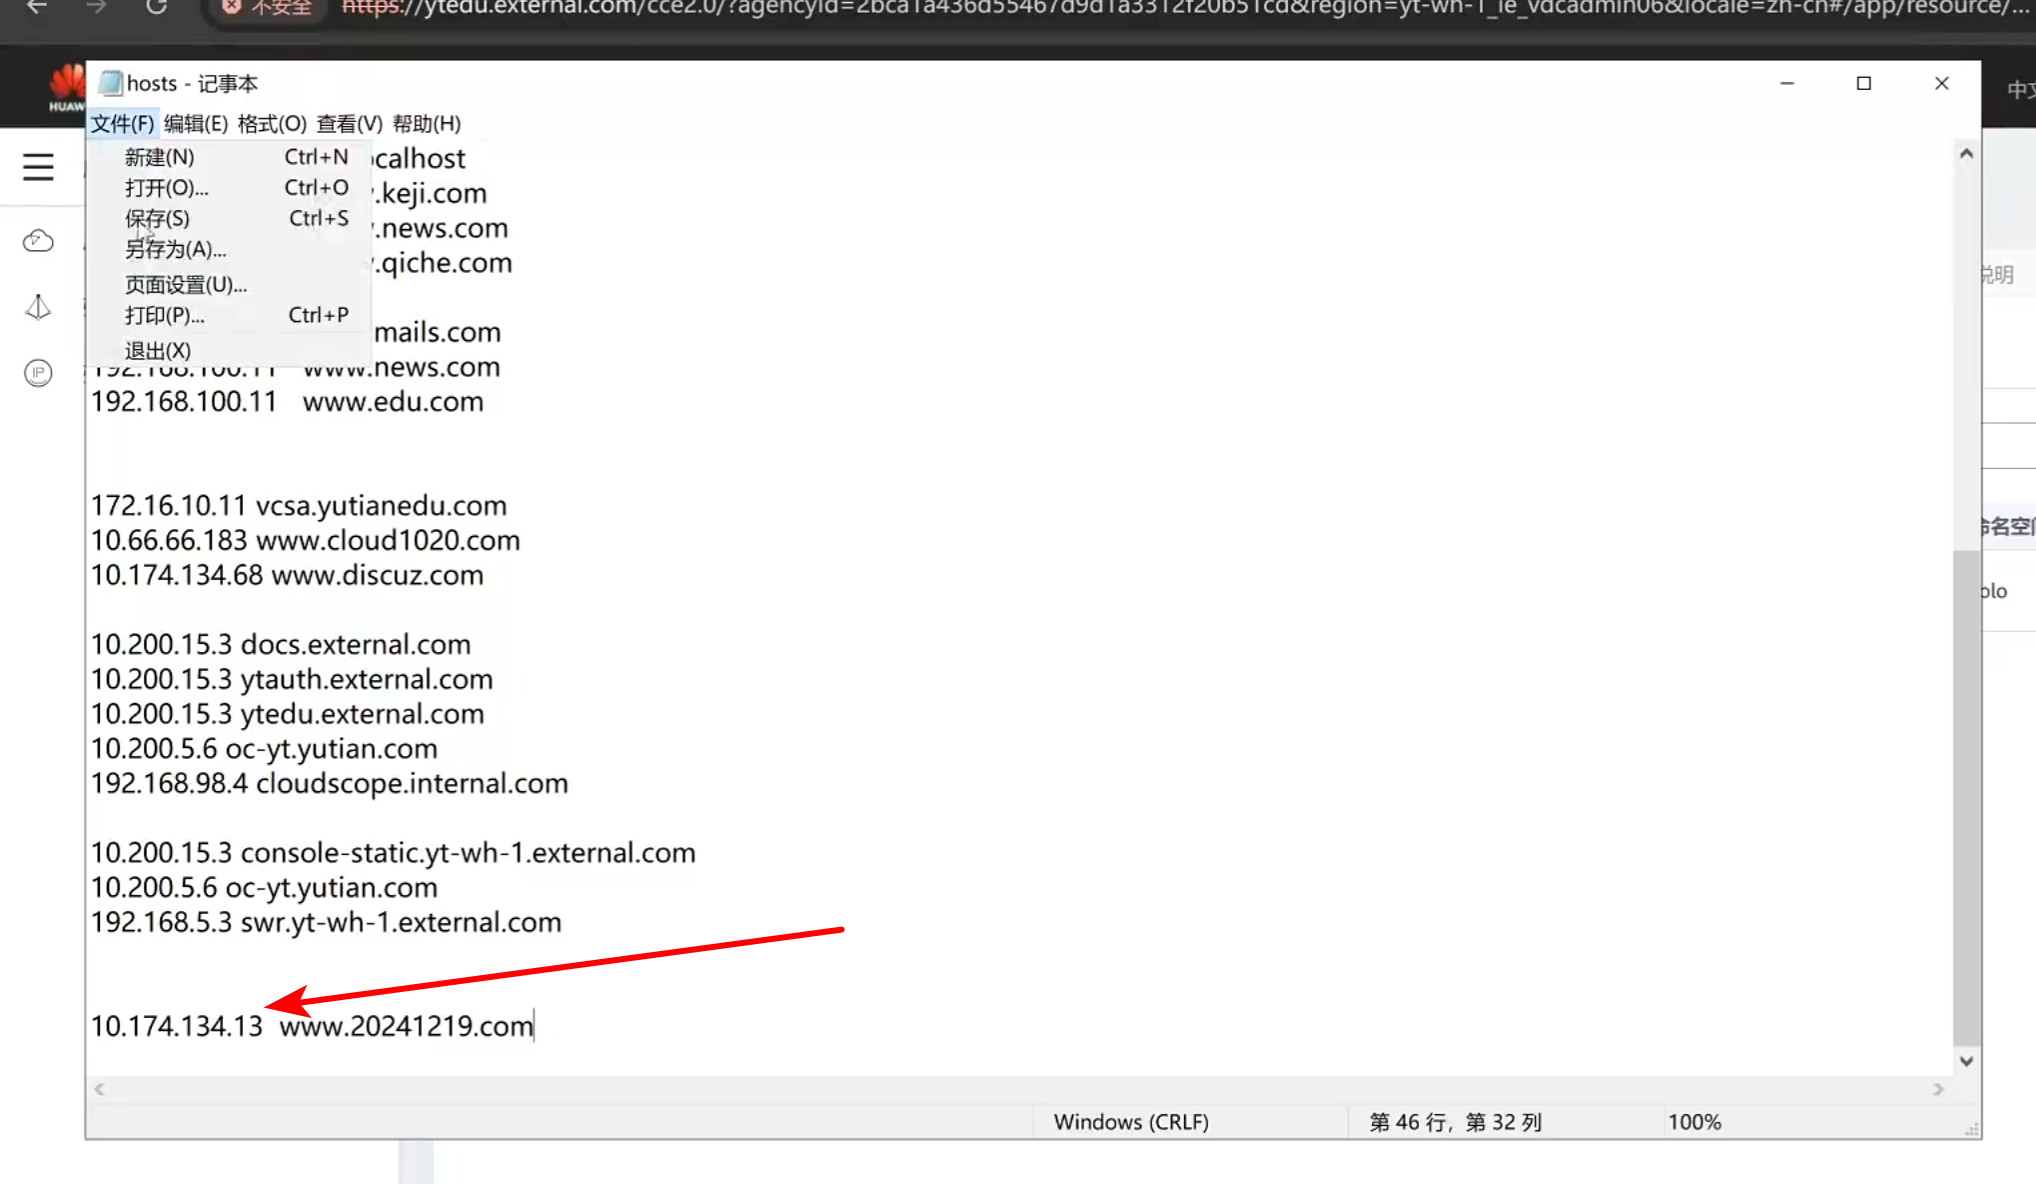 不安全 https://ytedu.external.com/cce2.0/?agencyId=2bca1a436d55467d9d1a3312f20b51cd&region=yt-wh-1_ie_vdcadmin06&locale=zh-cn#/app/resource/...
hosts - 记事本
中文
文件(F) 编辑(E) 格式(O) 查看(V) 帮助(H)
新建(N) Ctrl+N
打开(O)... Ctrl+O
保存(S) Ctrl+S
另存为(A)...
页面设置(U)...
打印(P)... Ctrl+P
退出(X)
ocalhost
.keji.com
.news.com
.qiche.com
mails.com
192.168.100.11 www.news.com
192.168.100.11 www.edu.com
172.16.10.11 vcsa.yutianedu.com
10.66.66.183 www.cloud1020.com
10.174.134.68 www.discuz.com
10.200.15.3 docs.external.com
10.200.15.3 ytauth.external.com
10.200.15.3 ytedu.external.com
10.200.5.6 oc-yt.yutian.com
192.168.98.4 cloudscope.internal.com
10.200.15.3 console-static.yt-wh-1.external.com
10.200.5.6 oc-yt.yutian.com
192.168.5.3 swr.yt-wh-1.external.com
10.174.134.13 www.20241219.com
Windows (CRLF) 第 46 行，第 32 列 100%
说明
命名空间
olo
HUAW
IP